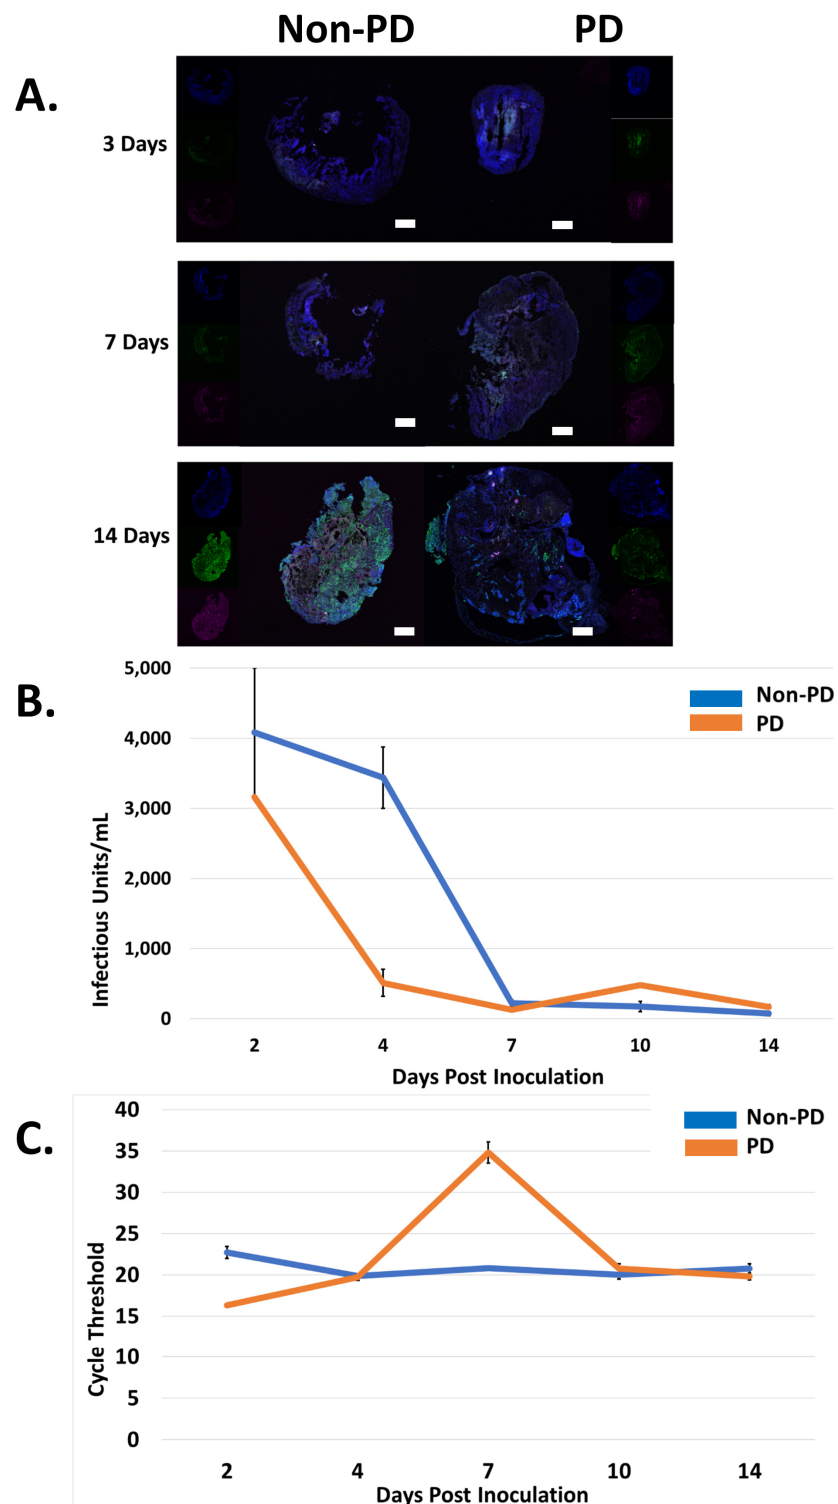 Non-PD PD
A.
3 Days
7 Days
14 Days
B.
5,000
4,000
3,000
2,000
1,000
0
Infectious Units/mL
Non-PD
PD
2 4 7 10 14
Days Post Inoculation
C.
40
35
30
25
20
15
10
5
0
Cycle Threshold
Non-PD
PD
2 4 7 10 14
Days Post Inoculation